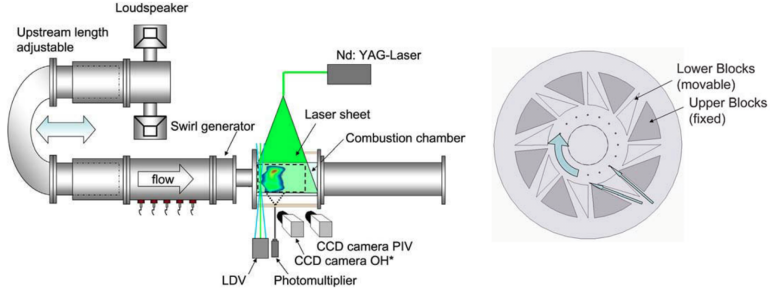 Loudspeaker
Upstream length
adjustable
Nd: YAG-Laser
Laser sheet
Swirl generator
Combustion chamber
flow
CCD camera PIV
CCD camera OH*
LDV
Photomultiplier
Lower Blocks
(movable)
Upper Blocks
(fixed)